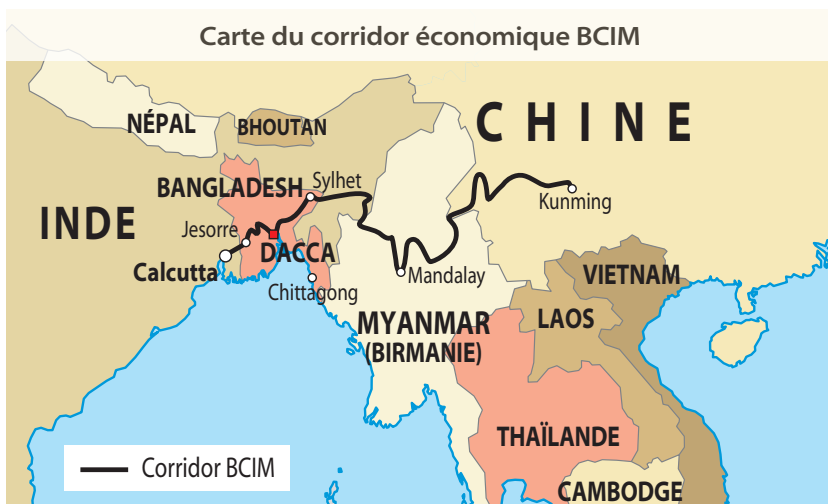 Carte du corridor économique BCIM
CHINE
NÉPAL
BHOUTAN
BANGLADESH
Sylhet
Kunming
INDE
Jesorre
DACCA
Calcutta
Chittagong
Mandalay
VIETNAM
MYANMAR
(BIRMANIE)
LAOS
THAÏLANDE
Corridor BCIM
CAMBODGE